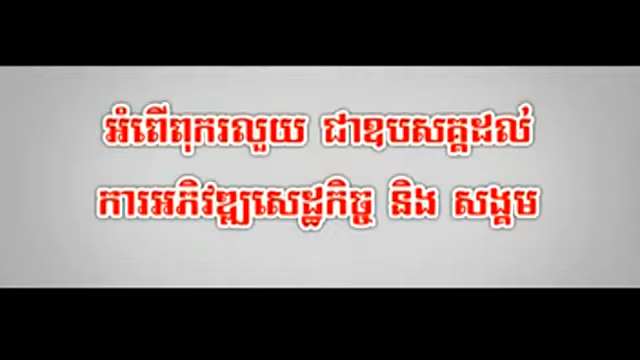 អំពើពុករលួយ ជាឧបសគ្គដល់
ការអភិវឌ្ឍសេដ្ឋកិច្ច និង សង្គម